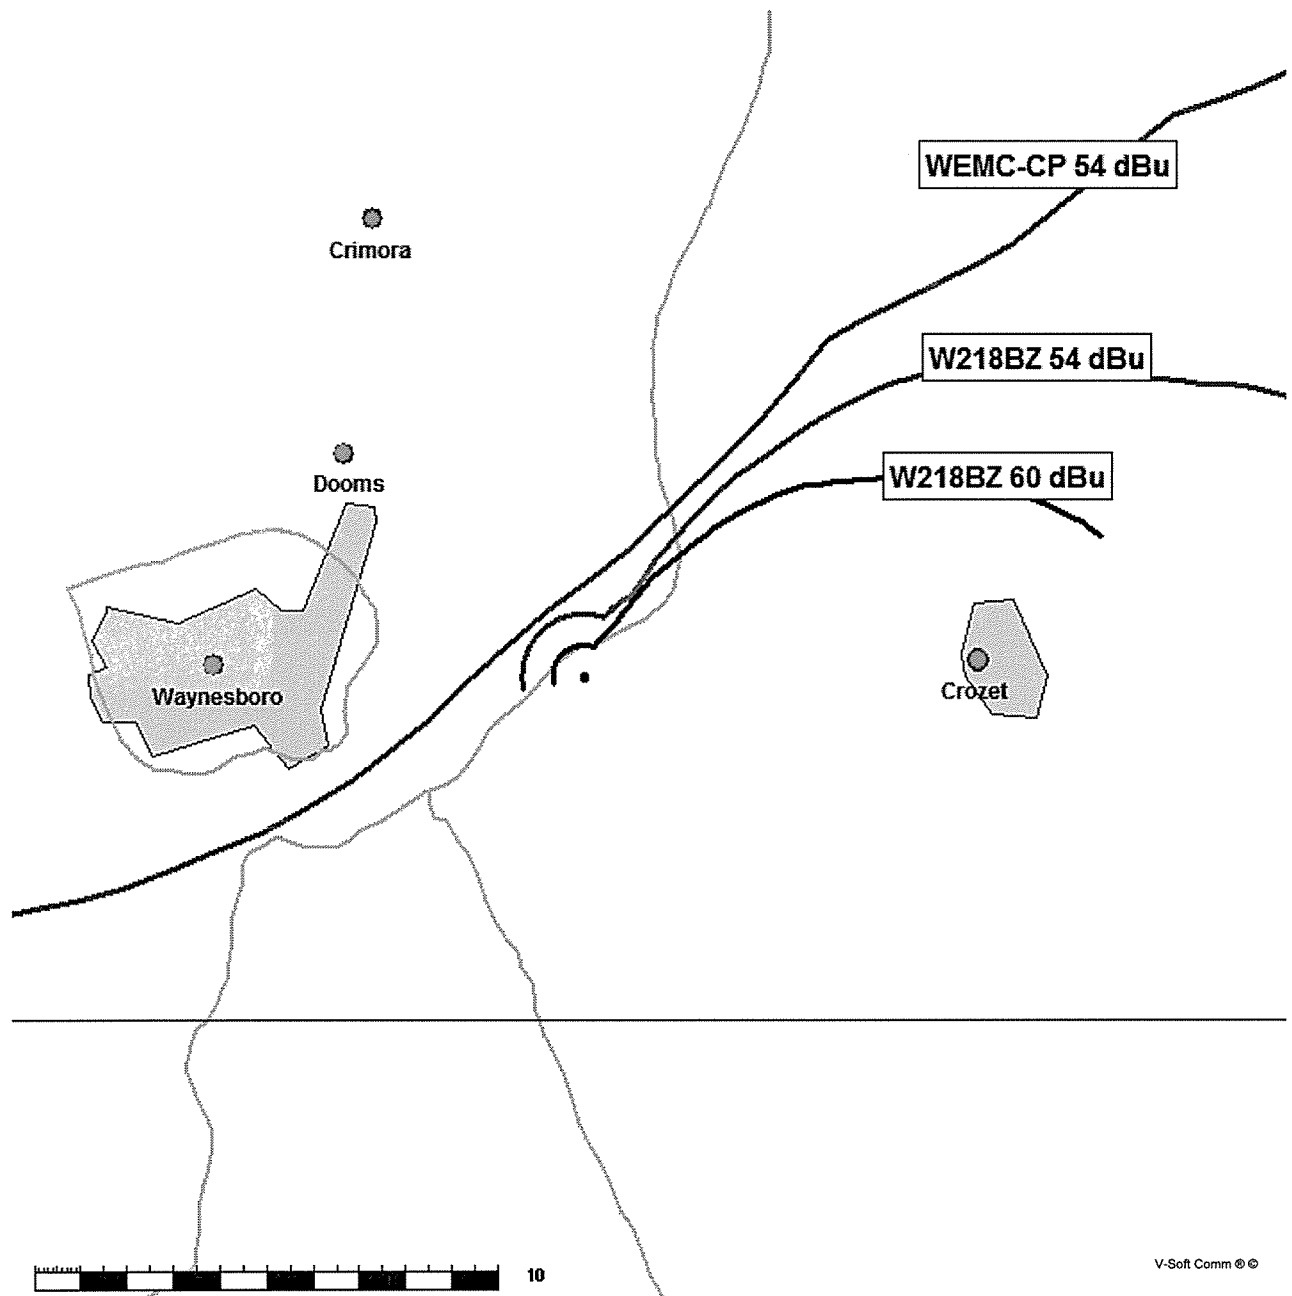 WEMC-CP 54 dBu
Crimora
W218BZ 54 dBu
W218BZ 60 dBu
Dooms
Waynesboro
Crozet
10
V-Soft Comm ® ©